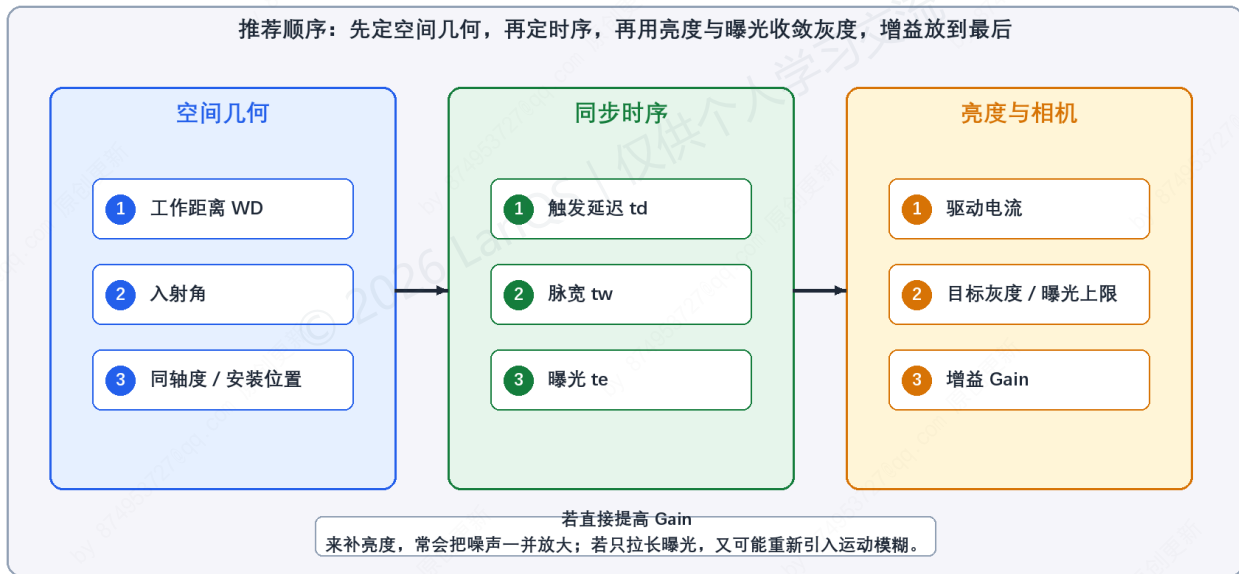 推荐顺序：先定空间几何，再定时序，再用亮度与曝光收敛灰度，增益放到最后
空间几何
1 工作距离 WD
2 入射角
3 同轴度 / 安装位置
同步时序
1 触发延迟 td
2 脉宽 tw
3 曝光 te
亮度与相机
1 驱动电流
2 目标灰度 / 曝光上限
3 增益 Gain
若直接提高 Gain
来补亮度，常会把噪声一并放大；若只拉长曝光，又可能重新引入运动模糊。